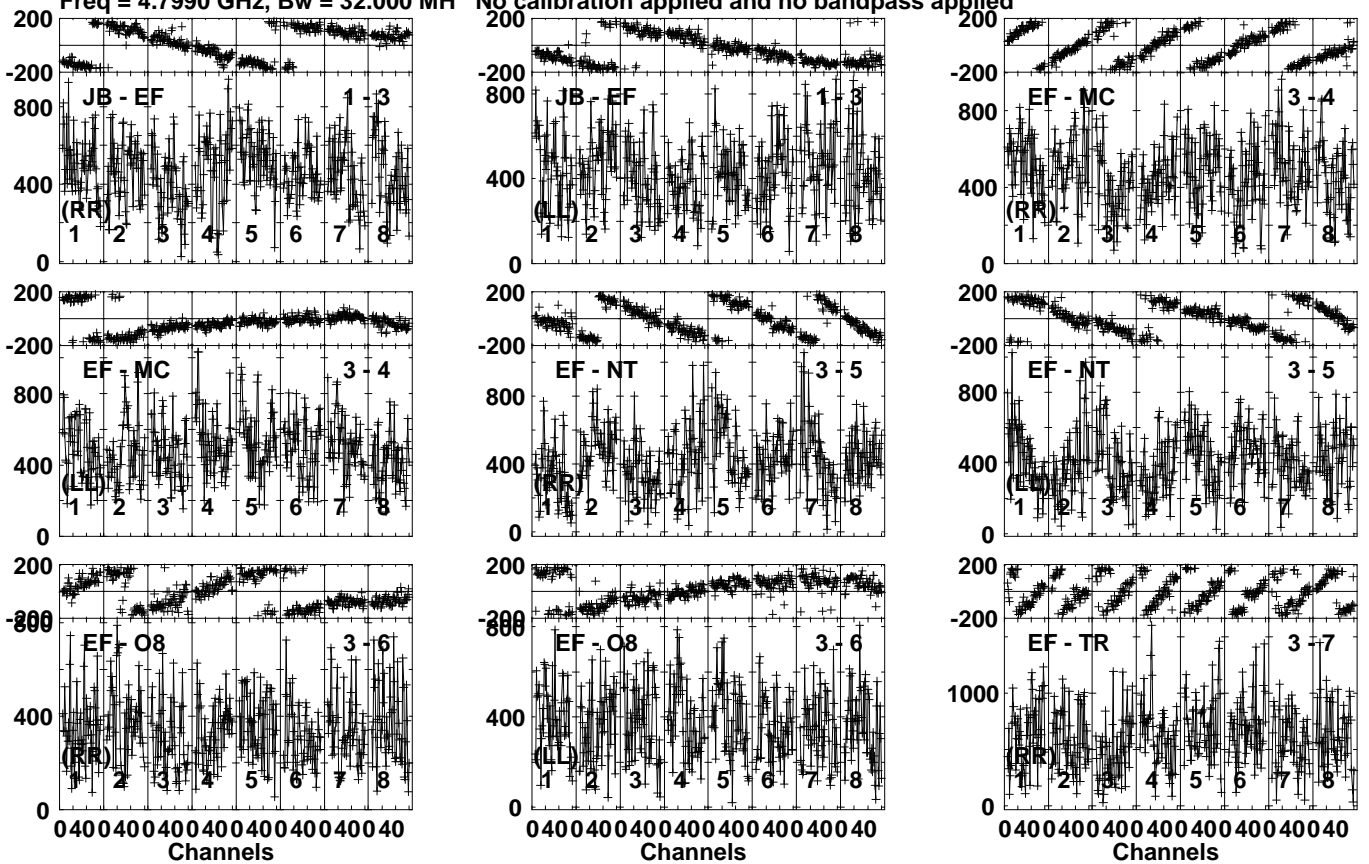 Freq = 4.7990 GHz, Bw = 32.000 MH No calibration applied and no bandpass applied
200 200 200
-200 -200 -200
JB - EF 1 - 3 JB - EF 1 - 3 EF - MC 3 - 4
800 800 800
400 400 400
(RR) (LL) (RR)
1 2 3 4 5 6 7 8 1 2 3 4 5 6 7 8 1 2 3 4 5 6 7 8
0 0 0
200 200 200
-200 -200 -200
EF - MC 3 - 4 EF - NT 3 - 5 EF - NT 3 - 5
800 800 800
400 400 400
(LL) (RR) (LL)
1 2 3 4 5 6 7 8 1 2 3 4 5 6 7 8 1 2 3 4 5 6 7 8
0 0 0
200 200 200
-200 -200 -200
800 800
EF - O8 3 - 6 EF - O8 3 - 6 EF - TR 3 - 7
400 400 1000
(RR) (LL) (RR)
1 2 3 4 5 6 7 8 1 2 3 4 5 6 7 8 1 2 3 4 5 6 7 8
0 0 0
0 40 0 40 0 40 0 40 0 40 0 40 0 40 0 40 0 40 0 40 0 40 0 40 0 40 0 40 0 40 0 40 0 40 0 40 0 40 0 40 0 40 0 40 0 40 0 40
Channels Channels Channels